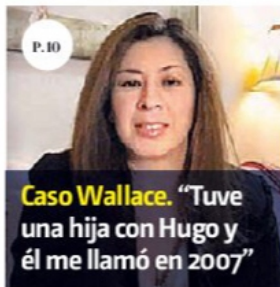 P. 10
Caso Wallace. “Tuve
una hija con Hugo y
él me llamó en 2007”